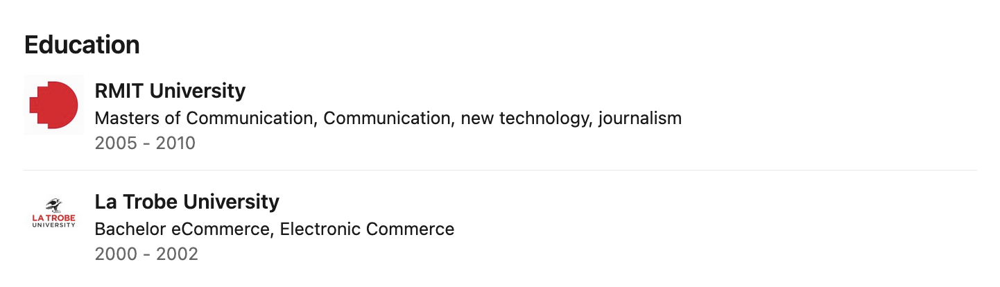 Education
RMIT University
Masters of Communication, Communication, new technology, journalism
2005 - 2010
La Trobe University
LA TROBE
UNIVERSITY
Bachelor eCommerce, Electronic Commerce
2000 - 2002